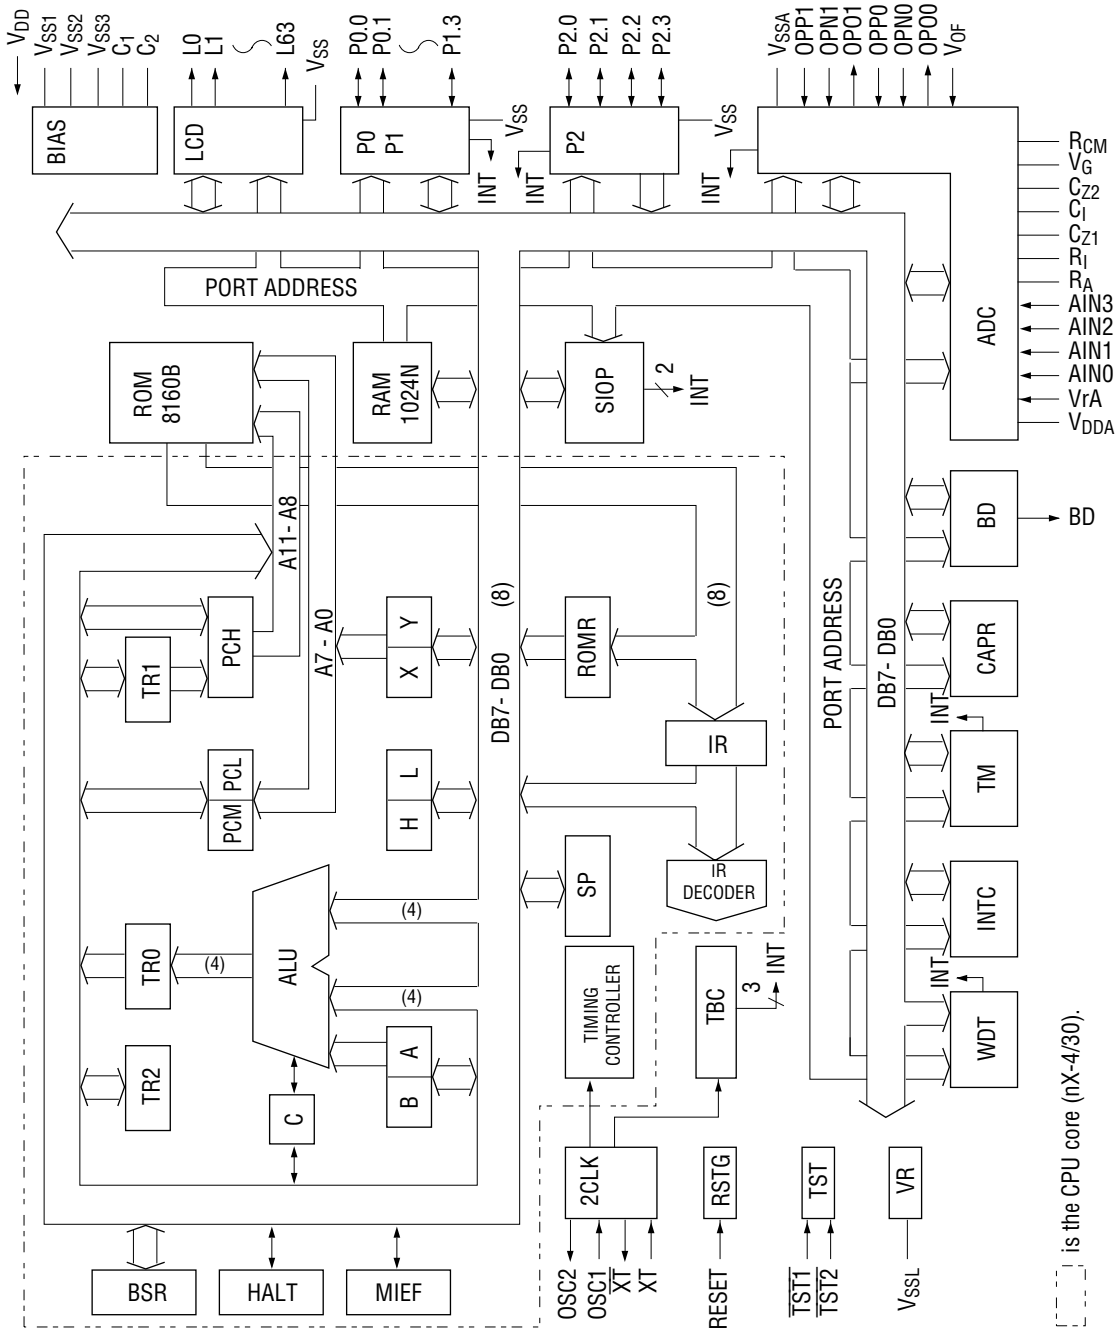 VDD
VSS1
VSS2
VSS3
C1
C2
L0
L1
L63
VSS
P0.0
P0.1
P1.3
P2.0
P2.1
P2.2
P2.3
VSSA
OPP1
OPN1
OPO1
OPP0
OPN0
OPO0
VOF
BIAS
LCD
P0
P1
VSS
INT
P2
VSS
INT
INT
ADC
RCM
VG
CZ2
CI
CZ1
RI
RA
AIN3
AIN2
AIN1
AIN0
VrA
VDDA
PORT ADDRESS
ROM
8160B
RAM
1024N
SIOP
2
INT
A11- A8
A7 - A0
DB7- DB0
(8)
(8)
PORT ADDRESS
DB7- DB0
BD
BD
PCH
TR1
X
Y
ROMR
CAPR
INT
PCM
PCL
H
L
IR
TM
IR
DECODER
SP
(4)
(4)
(4)
ALU
TR0
TR2
C
B
A
TIMING
CONTROLLER
TBC
3
INT
INTC
INT
WDT
BSR
HALT
MIEF
2CLK
OSC2
OSC1
XT
XT
RSTG
RESET
TST
TST1
TST2
VR
VSSL
is the CPU core (nX-4/30).